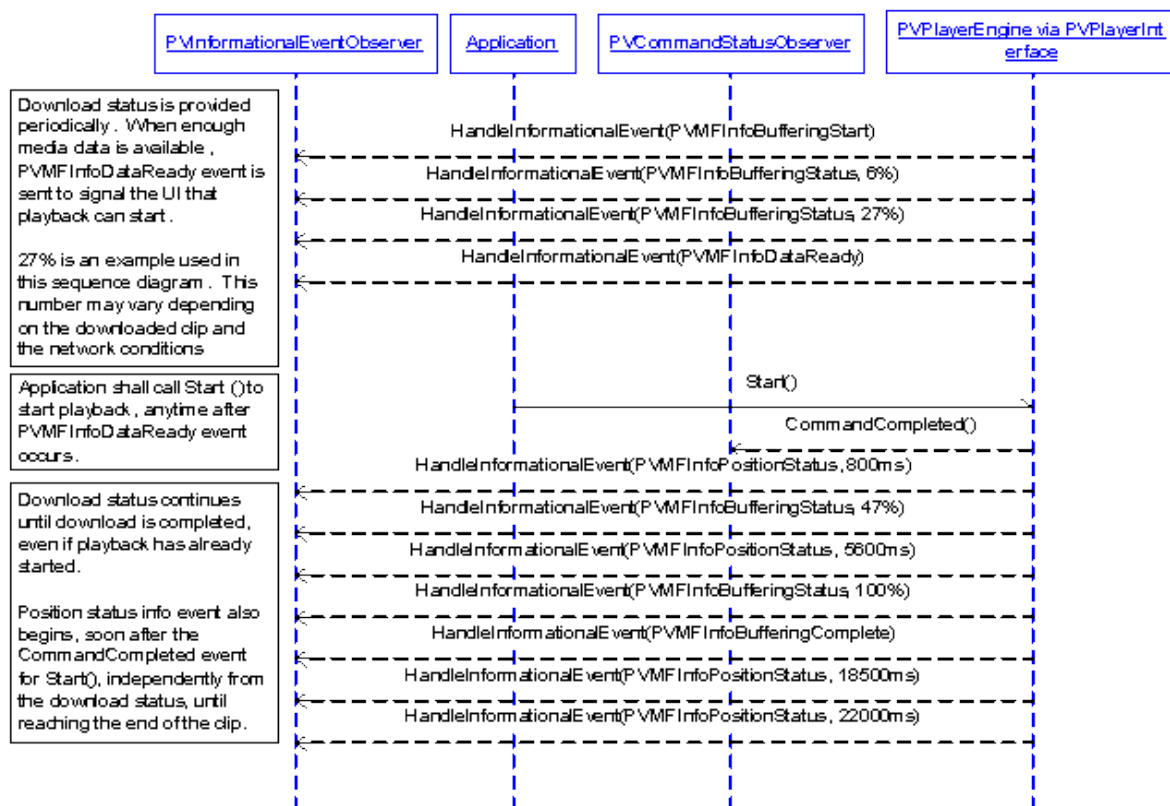 PVInformationalEventObserver
Application
PVCommandStatusObserver
PVPlayerEngine via PVPlayerInt
erface
Download status is provided
periodically . When enough
media data is available ,
PVMFInfoDataReady event is
sent to signal the UI that
playback can start .
27% is an example used in
this sequence diagram . This
number may vary depending
on the downloaded clip and
the network conditions
HandleInformationalEvent(PVMFInfoBufferingStart)
HandleInformationalEvent(PVMFInfoBufferingStatus, 6%)
HandleInformationalEvent(PVMFInfoBufferingStatus, 27%)
HandleInformationalEvent(PVMFInfoDataReady)
Application shall call Start () to
start playback , anytime after
PVMFInfoDataReady event
occurs .
Start()
CommandCompleted()
HandleInformationalEvent(PVMFInfoPositionStatus, 800ms)
Download status continues
until download is completed,
even if playback has already
started.
Position status info event also
begins, soon after the
CommandCompleted event
for Start(), independently from
the download status, until
reaching the end of the clip.
HandleInformationalEvent(PVMFInfoBufferingStatus, 47%)
HandleInformationalEvent(PVMFInfoPositionStatus, 5600ms)
HandleInformationalEvent(PVMFInfoBufferingStatus, 100%)
HandleInformationalEvent(PVMFInfoBufferingComplete)
HandleInformationalEvent(PVMFInfoPositionStatus, 18500ms)
HandleInformationalEvent(PVMFInfoPositionStatus, 22000ms)